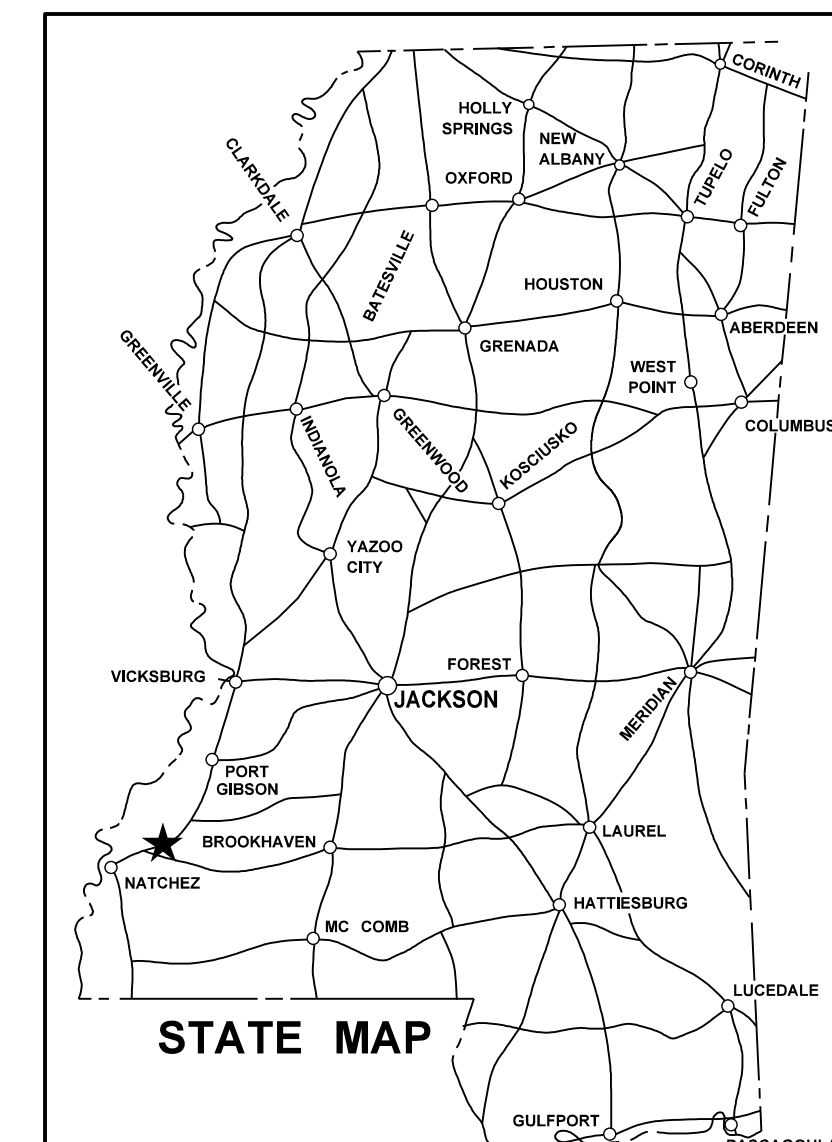 CORINTH
HOLLY
SPRINGS
NEW
ALBANY
CLARKDALE
OXFORD
TUPELO
FULTON
BATESVILLE
HOUSTON
ABERDEEN
GREENVILLE
GRENADA
WEST
POINT
COLUMBUS
INDIANOLA
GREENWOOD
KOSCIUSKO
YAZOO
CITY
VICKSBURG
FOREST
JACKSON
MERIDIAN
PORT
GIBSON
BROOKHAVEN
LAUREL
NATCHEZ
HATTIESBURG
MC COMB
LUCEDALE
STATE MAP
GULFPORT